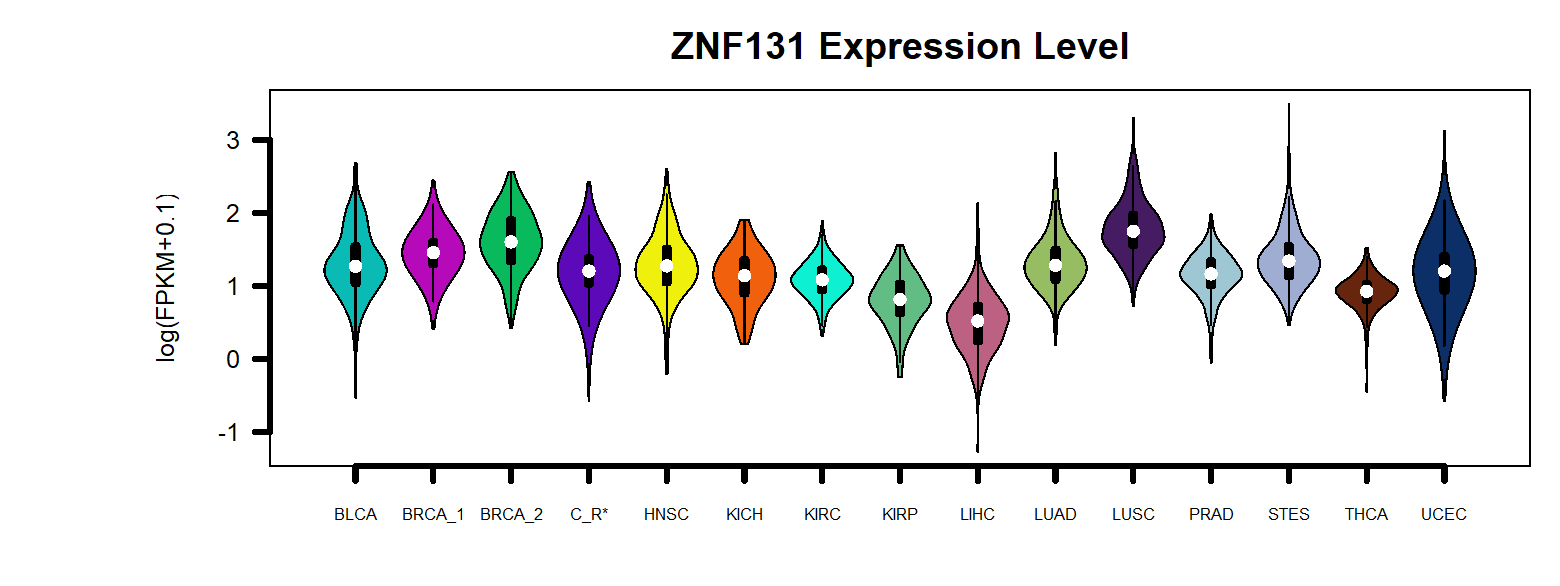 ZNF131 Expression Level
log(FPKM+0.1)
3
2
1
0
-1
BLCA BRCA_1 BRCA_2 C_R* HNSC KICH KIRC KIRP LIHC LUAD LUSC PRAD STES THCA UCEC